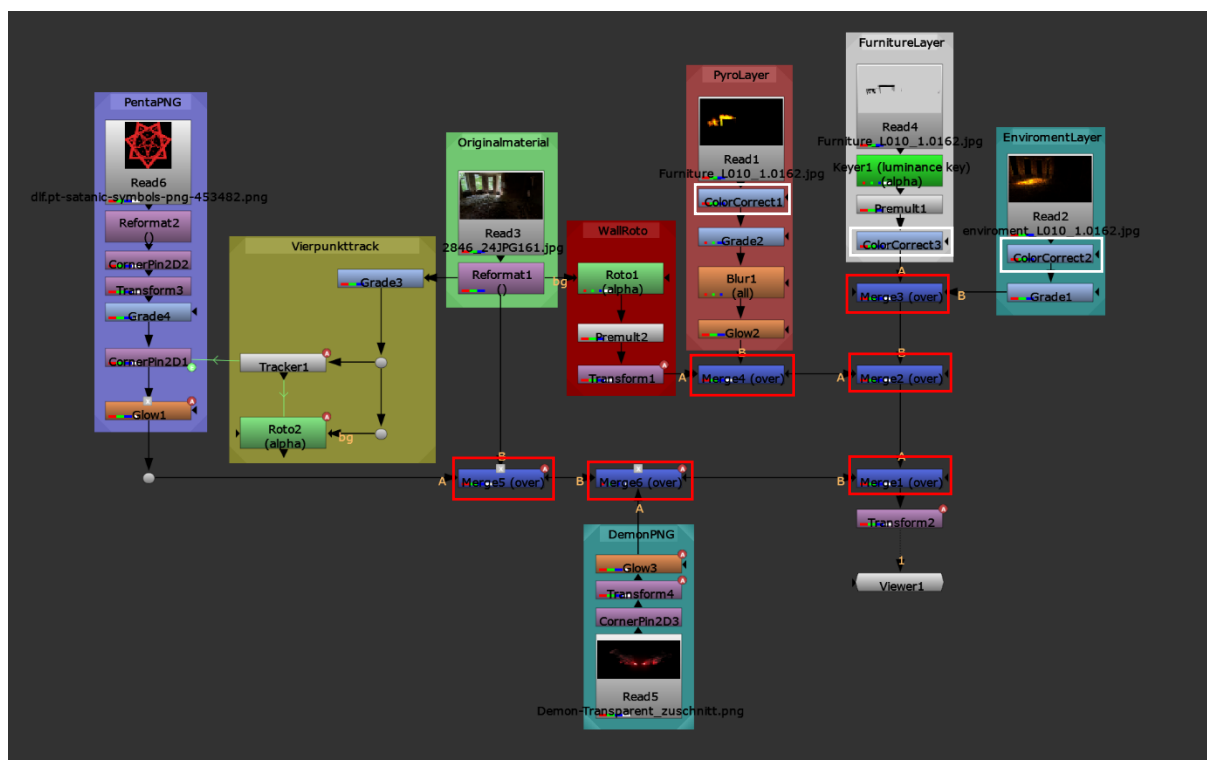 PentaPNG
Read6
dlf.pt-satanic-symbols-png-453482.png
Reformat2
()
CornerPin2D2
Transform3
Grade4
CornerPin2D1
Glow1
Vierpunkttrack
Grade3
Tracker1
Roto2
(alpha)
bg
Originalmaterial
Read3
2846_24JPG161.jpg
Reformat1
()
bg
WallRoto
Roto1
(alpha)
Premult2
Transform1
PyroLayer
Read1
Furniture_L010_1.0162.jpg
ColorCorrect1
Grade2
Blur1
(all)
Glow2
B
A
Merge4 (over)
FurnitureLayer
Read4
Furniture_L010_1.0162.jpg
Keyer1 (luminance key)
(alpha)
Premult1
ColorCorrect3
A
Merge3 (over)
B
EnviromentLayer
Read2
enviroment_L010_1.0162.jpg
ColorCorrect2
Grade1
B
A
Merge2 (over)
B
A
Merge5 (over)
B
Merge6 (over)
A
A
B
Merge1 (over)
Transform2
1
Viewer1
DemonPNG
Glow3
Transform4
CornerPin2D3
Read5
Demon-Transparent_zuschnitt.png